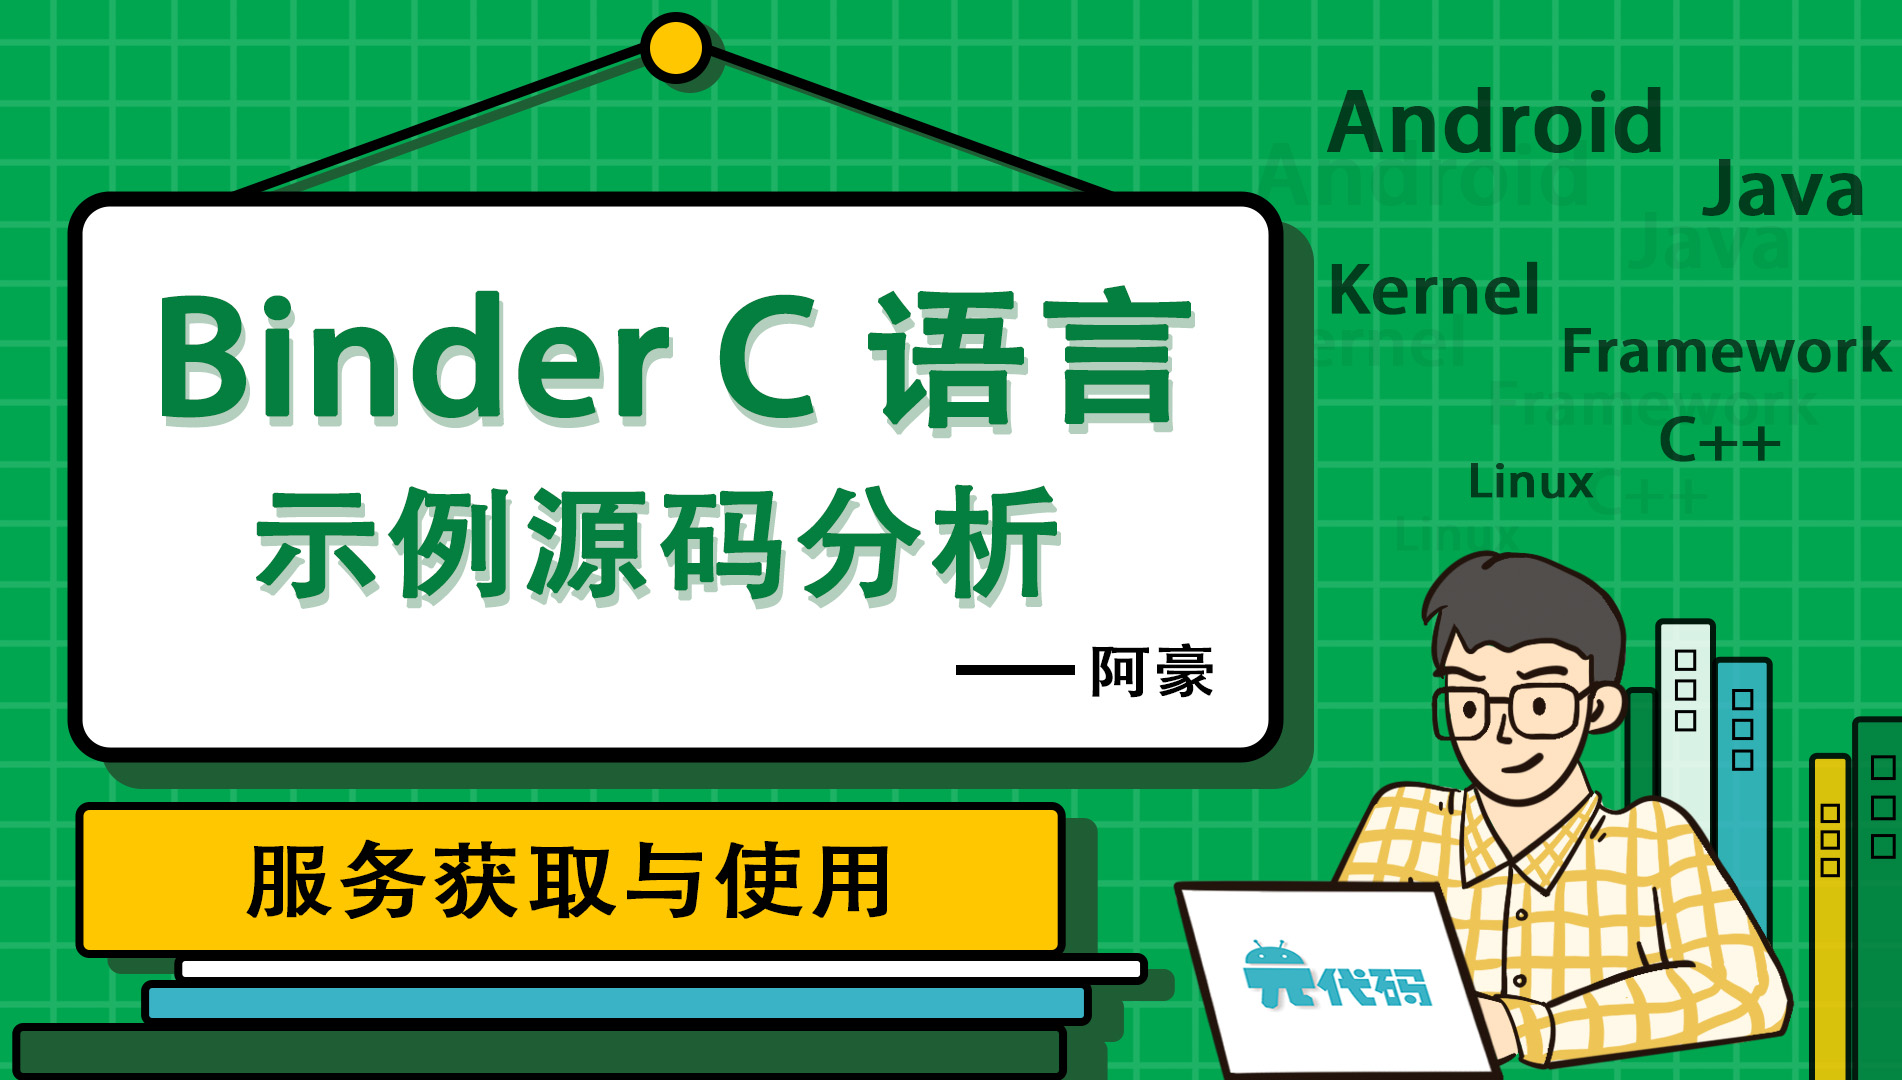 Binder C 语言
示例源码分析
—— 阿豪
服务获取与使用
Android
Java
Kernel
Framework
C++
Linux
元代码